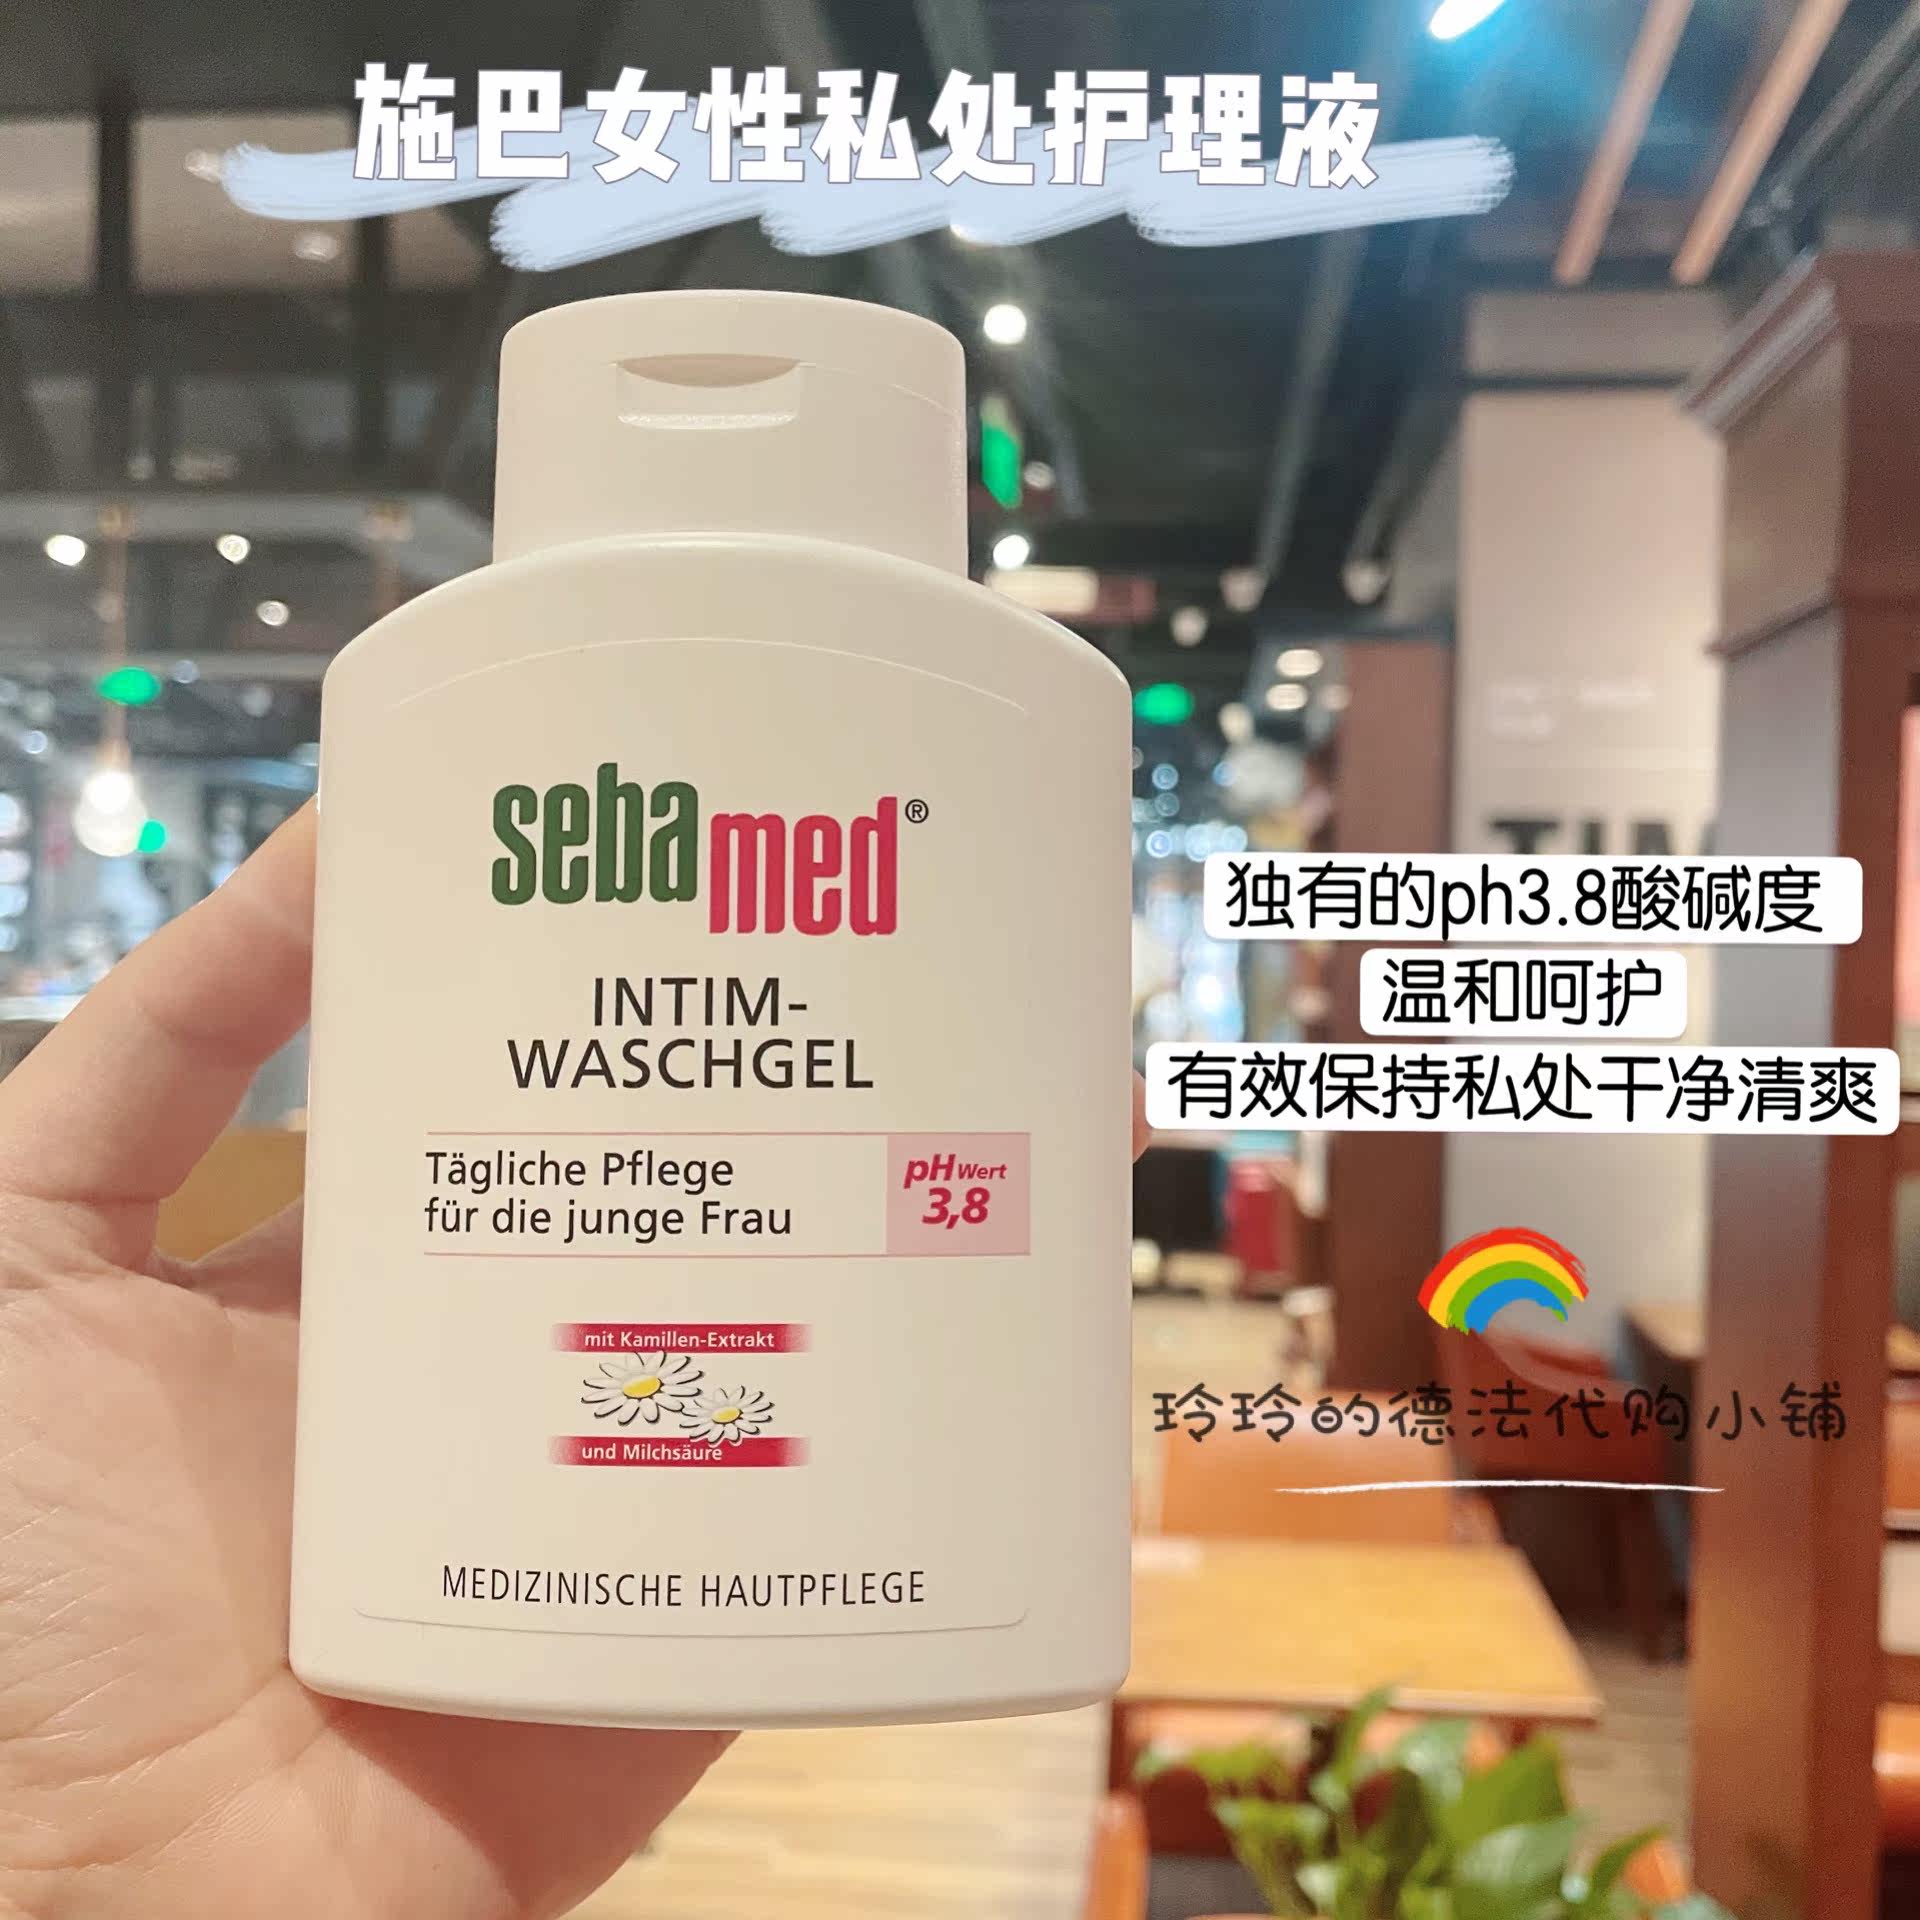 施巴女性私处护理液
sebamed®
INTIM-
WASCHGEL
Tägliche Pflege
für die junge Frau
pH Wert
3,8
mit Kamillen-Extrakt
und Milchsäure
MEDIZINISCHE HAUTPFLEGE
TIM
独有的ph3.8酸碱度
温和呵护
有效保持私处干净清爽
玲玲的德法代购小铺